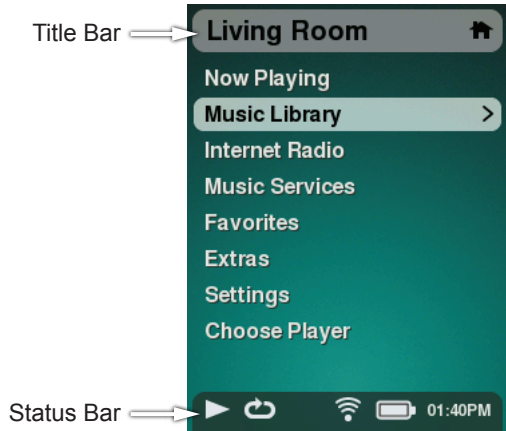 Title Bar
Living Room
Now Playing
Music Library
Internet Radio
Music Services
Favorites
Extras
Settings
Choose Player
Status Bar
01:40PM